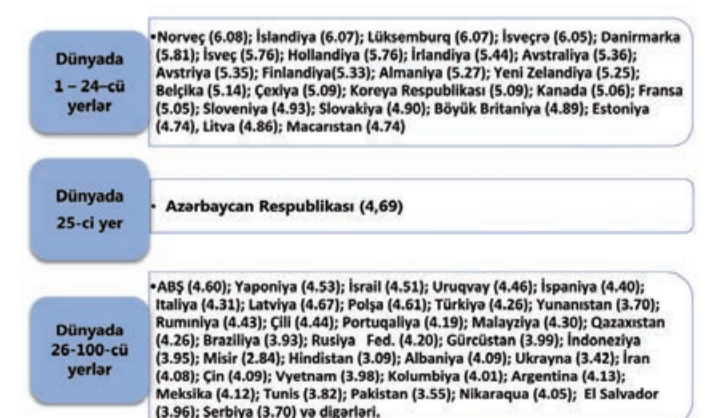 Dünyada
1 – 24–cü
yerlər
•Norveç (6.08); İslandiya (6.07); Lüksemburq (6.07); İsveçrə (6.05); Danirmarka
(5.81); İsveç (5.76); Hollandiya (5.76); İrlandiya (5.44); Avstraliya (5.36);
Avstriya (5.35); Finlandiya(5.33); Almaniya (5.27); Yeni Zelandiya (5.25);
Belçika (5.14); Çexiya (5.09); Koreya Respublikası (5.09); Kanada (5.06); Fransa
(5.05); Sloveniya (4.93); Slovakiya (4.90); Böyük Britaniya (4.89); Estoniya
(4.74), Litva (4.86); Macarıstan (4.74)
Dünyada
25-ci yer
• Azərbaycan Respublikası (4,69)
Dünyada
26-100-cü
yerlər
•ABŞ (4.60); Yaponiya (4.53); İsrail (4.51); Uruqvay (4.46); İspaniya (4.40);
Italiya (4.31); Latviya (4.67); Polşa (4.61); Türkiyə (4.26); Yunanıstan (3.70);
Rumıniya (4.43); Çili (4.44); Portuqaliya (4.19); Malayziya (4.30); Qazaxıstan
(4.26); Braziliya (3.93); Rusiya Fed. (4.20); Gürcüstan (3.99); İndoneziya
(3.95); Misir (2.84); Hindistan (3.09); Albaniya (4.09); Ukrayna (3.42); İran
(4.08); Çin (4.09); Vyetnam (3.98); Kolumbiya (4.01); Argentina (4.13);
Meksika (4.12); Tunis (3.82); Pakistan (3.55); Nikaraqua (4.05); El Salvador
(3.96); Serbiya (3.70) və digərləri.